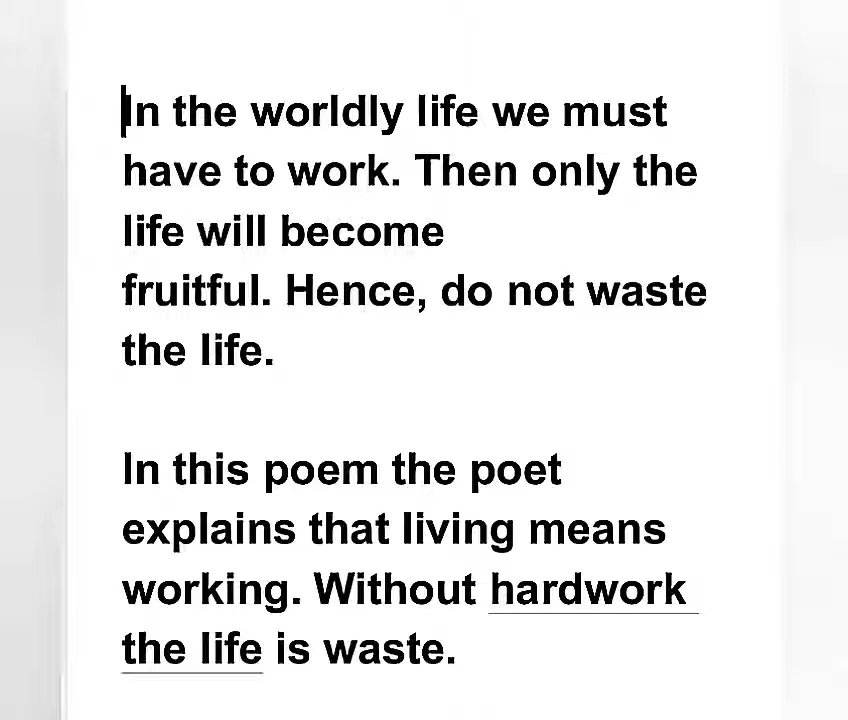 In the worldly life we must
have to work. Then only the
life will become
fruitful. Hence, do not waste
the life.
In this poem the poet
explains that living means
working. Without hardwork
the life is waste.